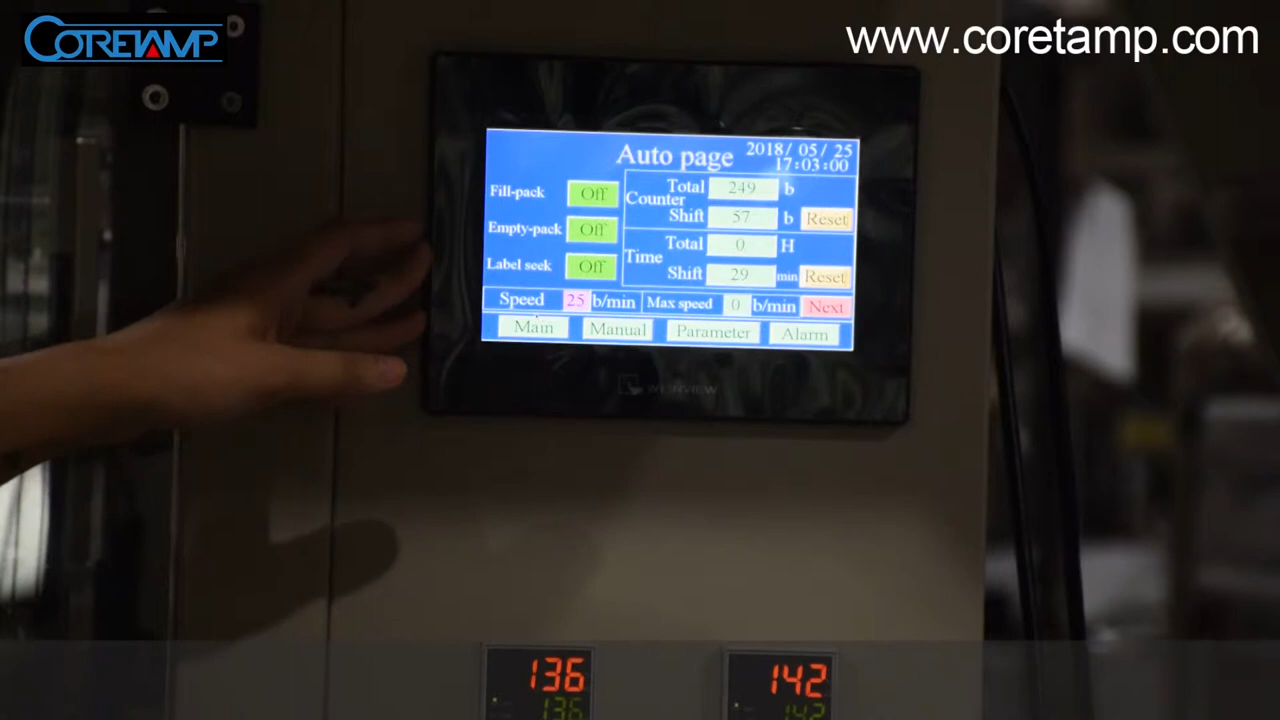 CORETAMP
www.coretamp.com
Auto page
2018/ 05/ 25
17:03:00
Fill-pack Off
Empty-pack Off
Label seek Off
Counter
Total 249 b
Shift 57 b Reset
Time
Total 0 H
Shift 29 min Reset
Speed 25 b/min Max speed 0 b/min Next
Main Manual Parameter Alarm
136 142
136 142